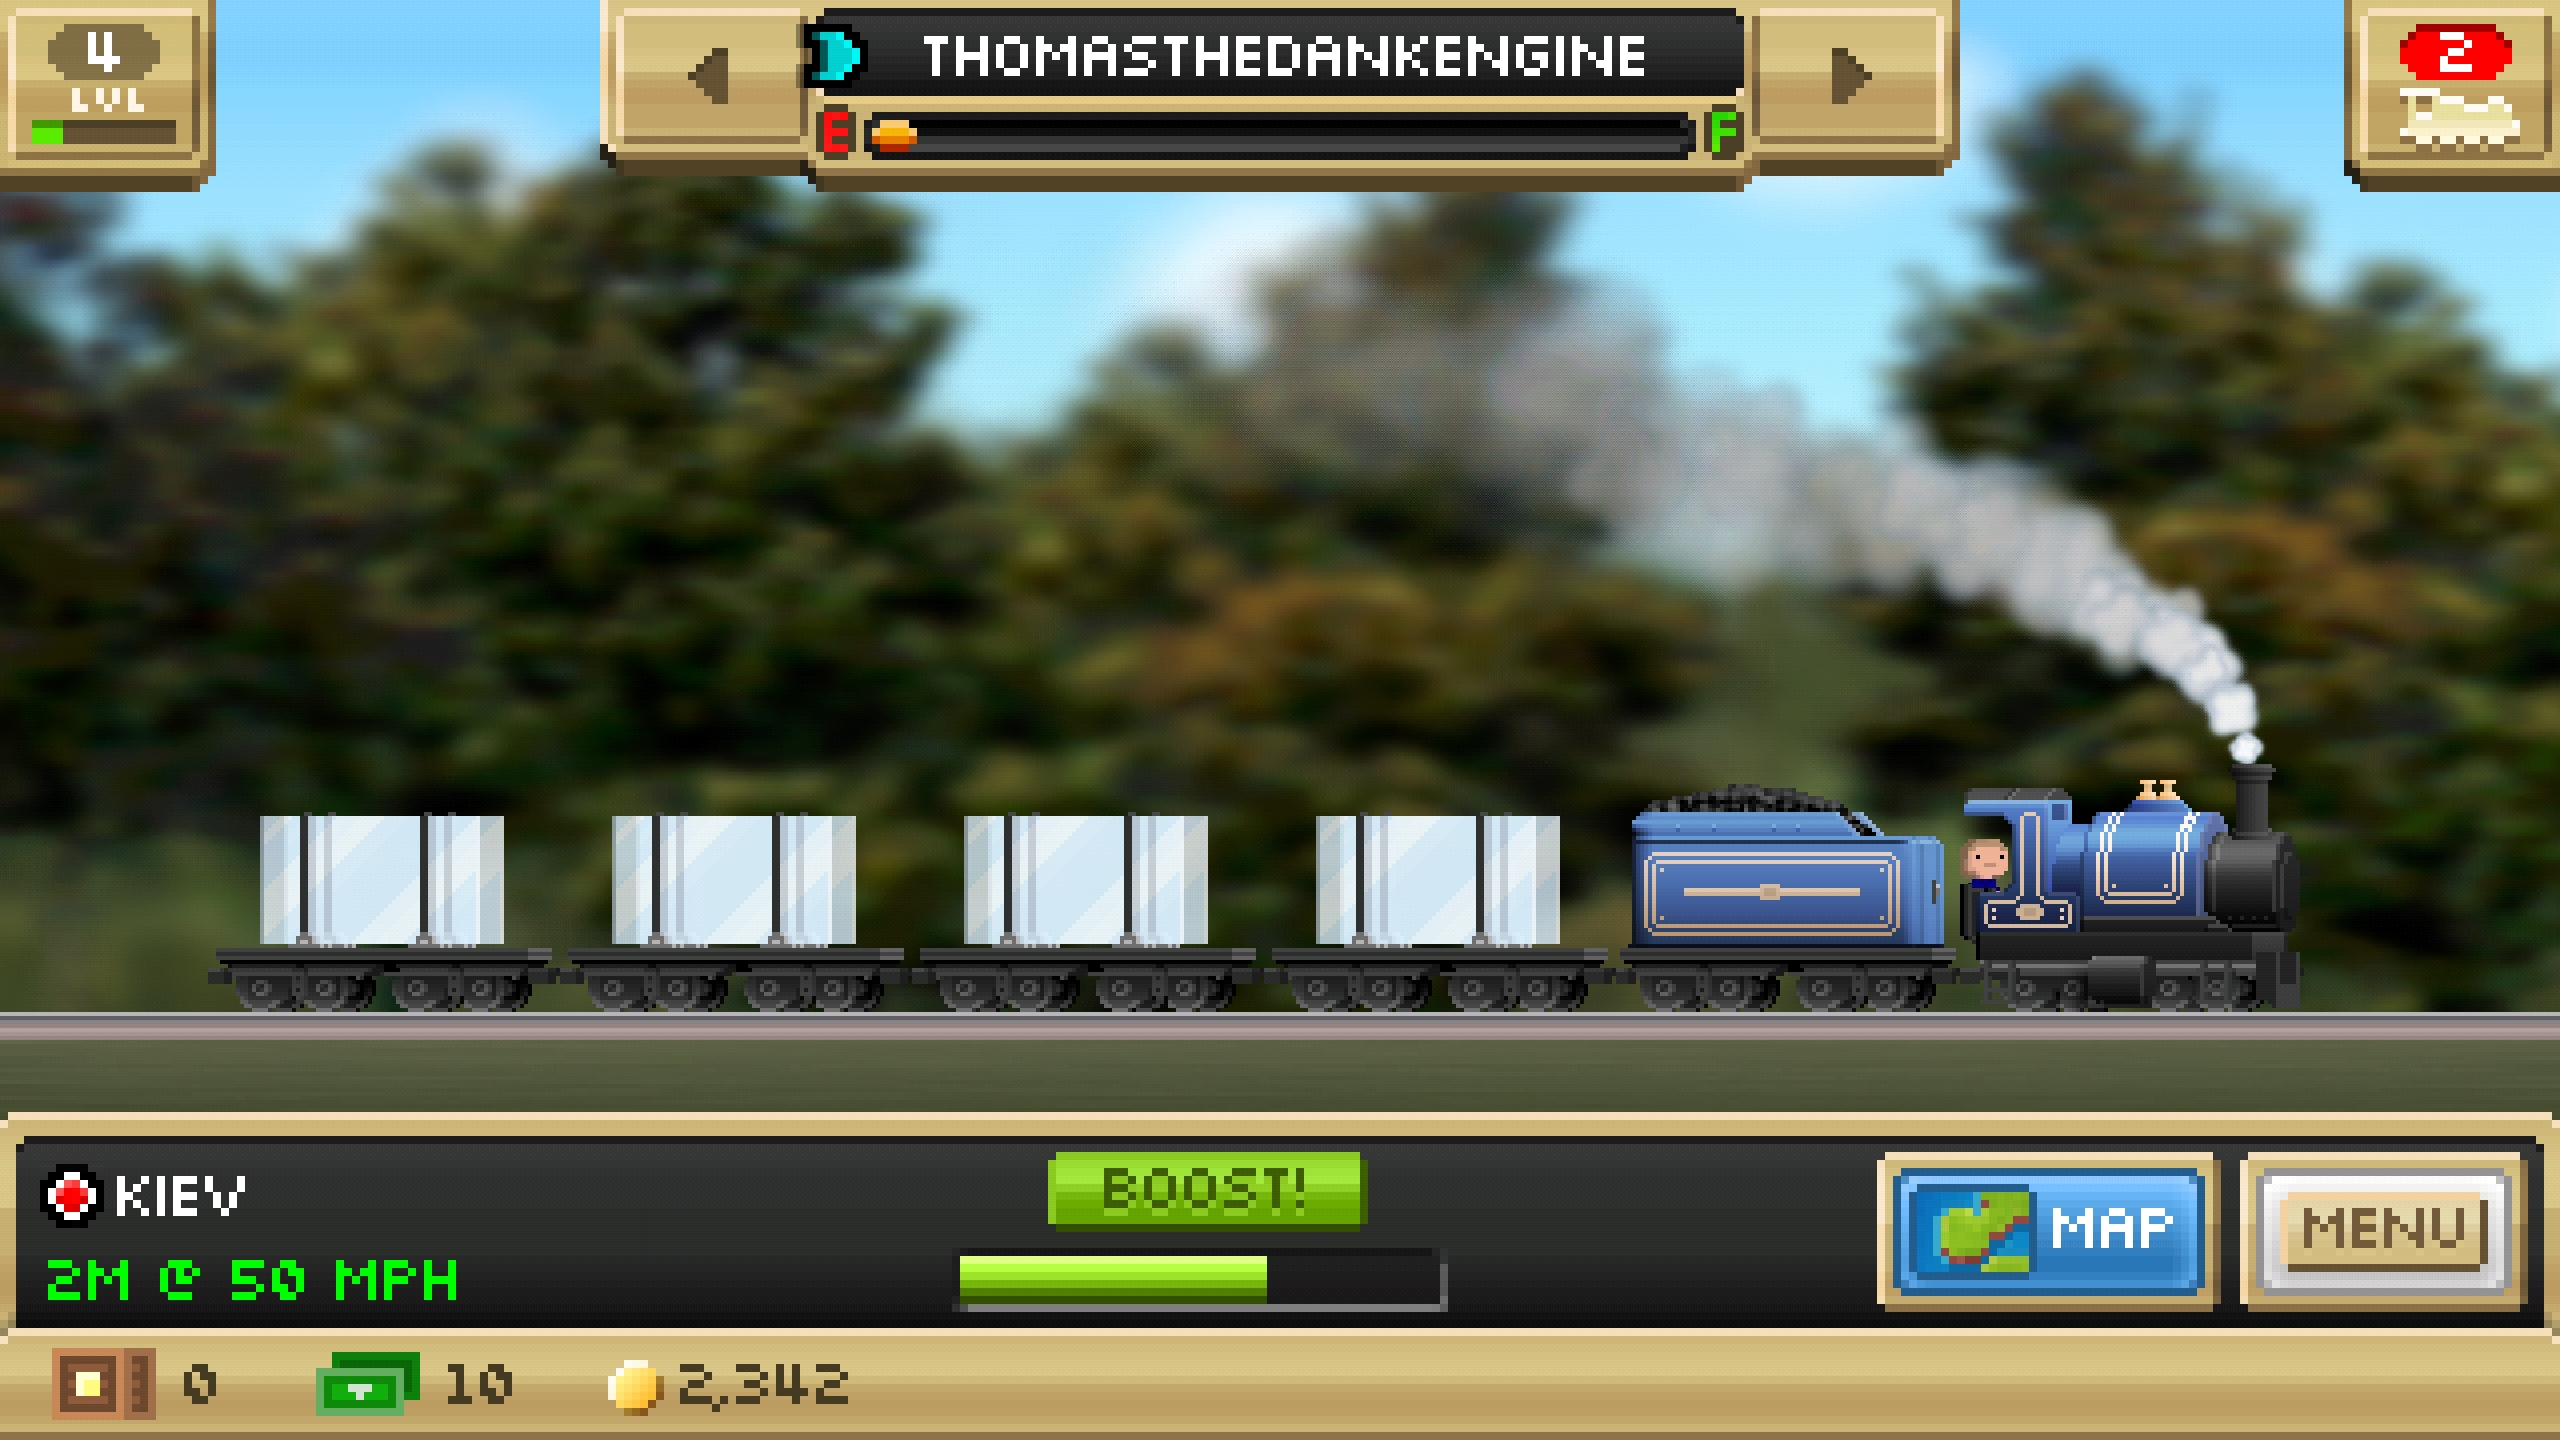 4
LVL
THOMASTHEDANKENGINE
E F
2
KIEV
2M @ 50 MPH
BOOST!
MAP
MENU
0 10 2,342